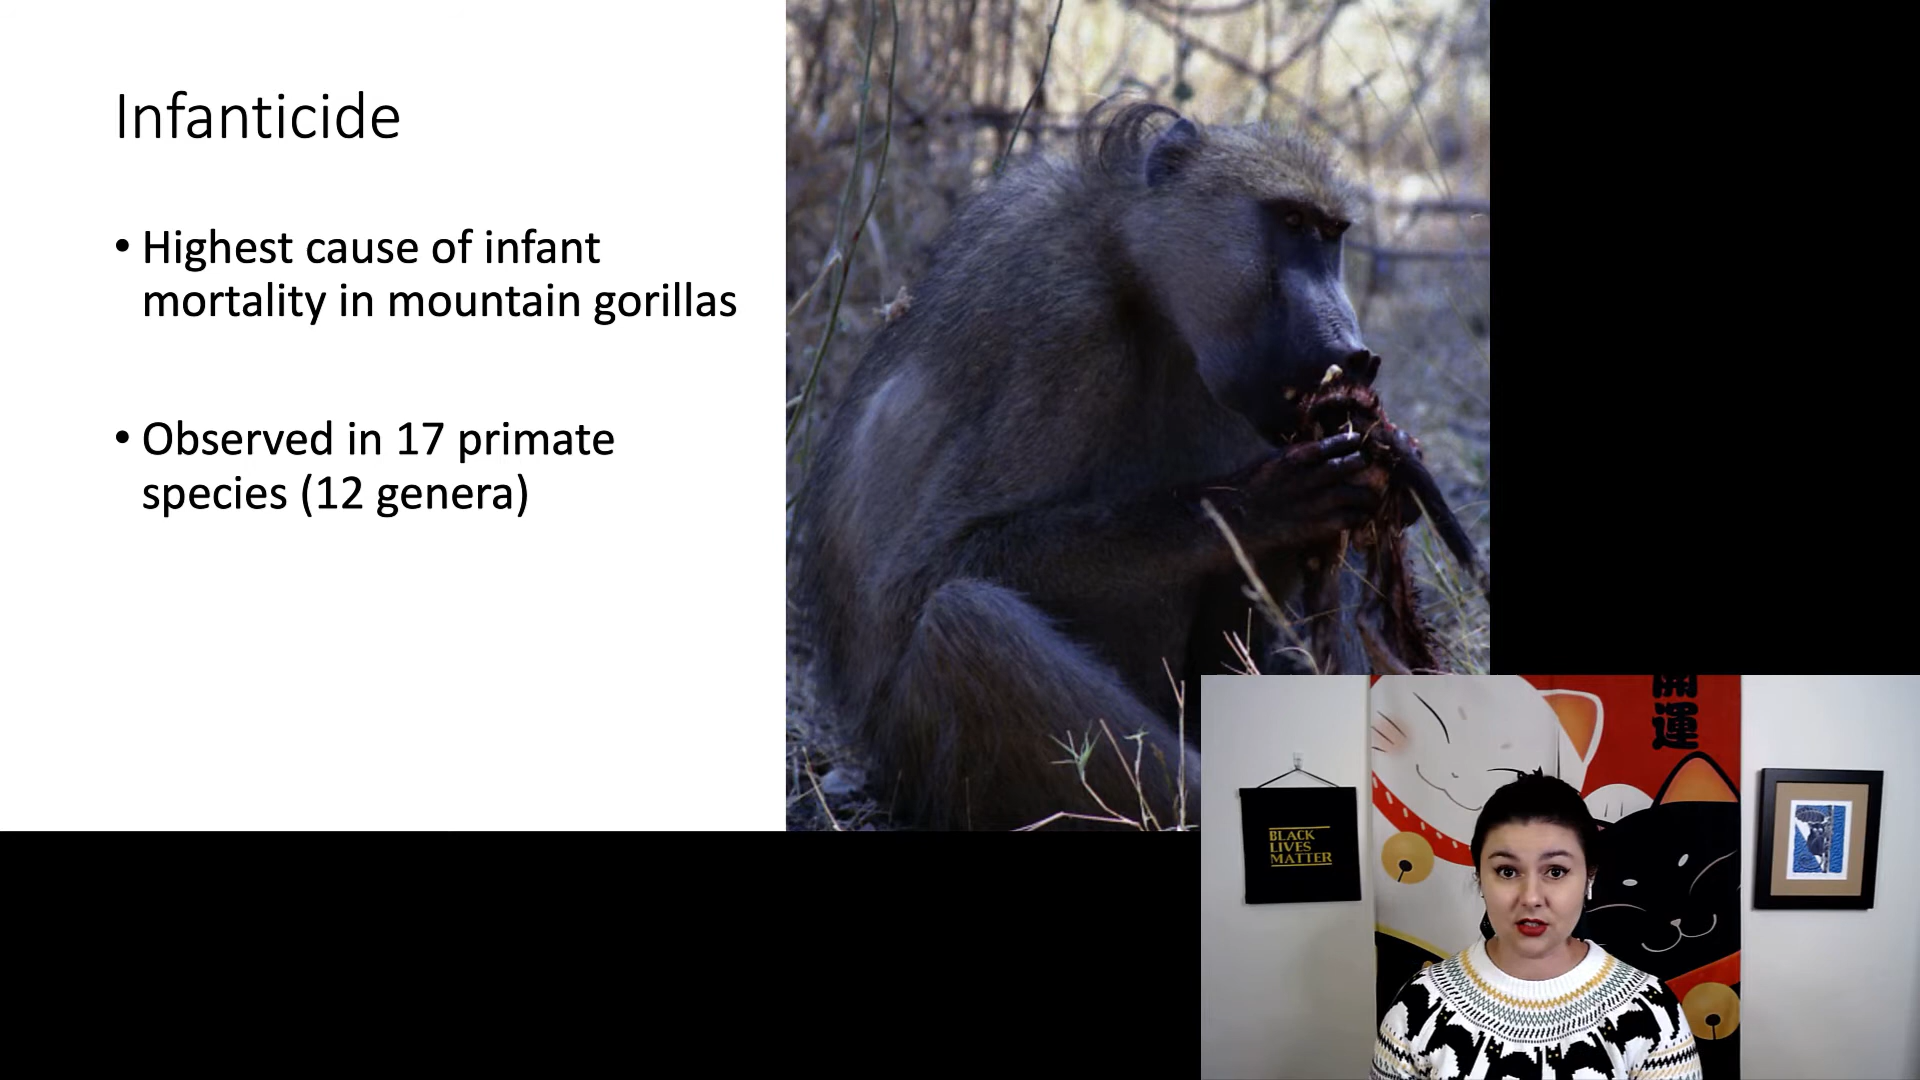 Infanticide
• Highest cause of infant
mortality in mountain gorillas
• Observed in 17 primate
species (12 genera)
開
運
BLACK
LIVES
MATTER